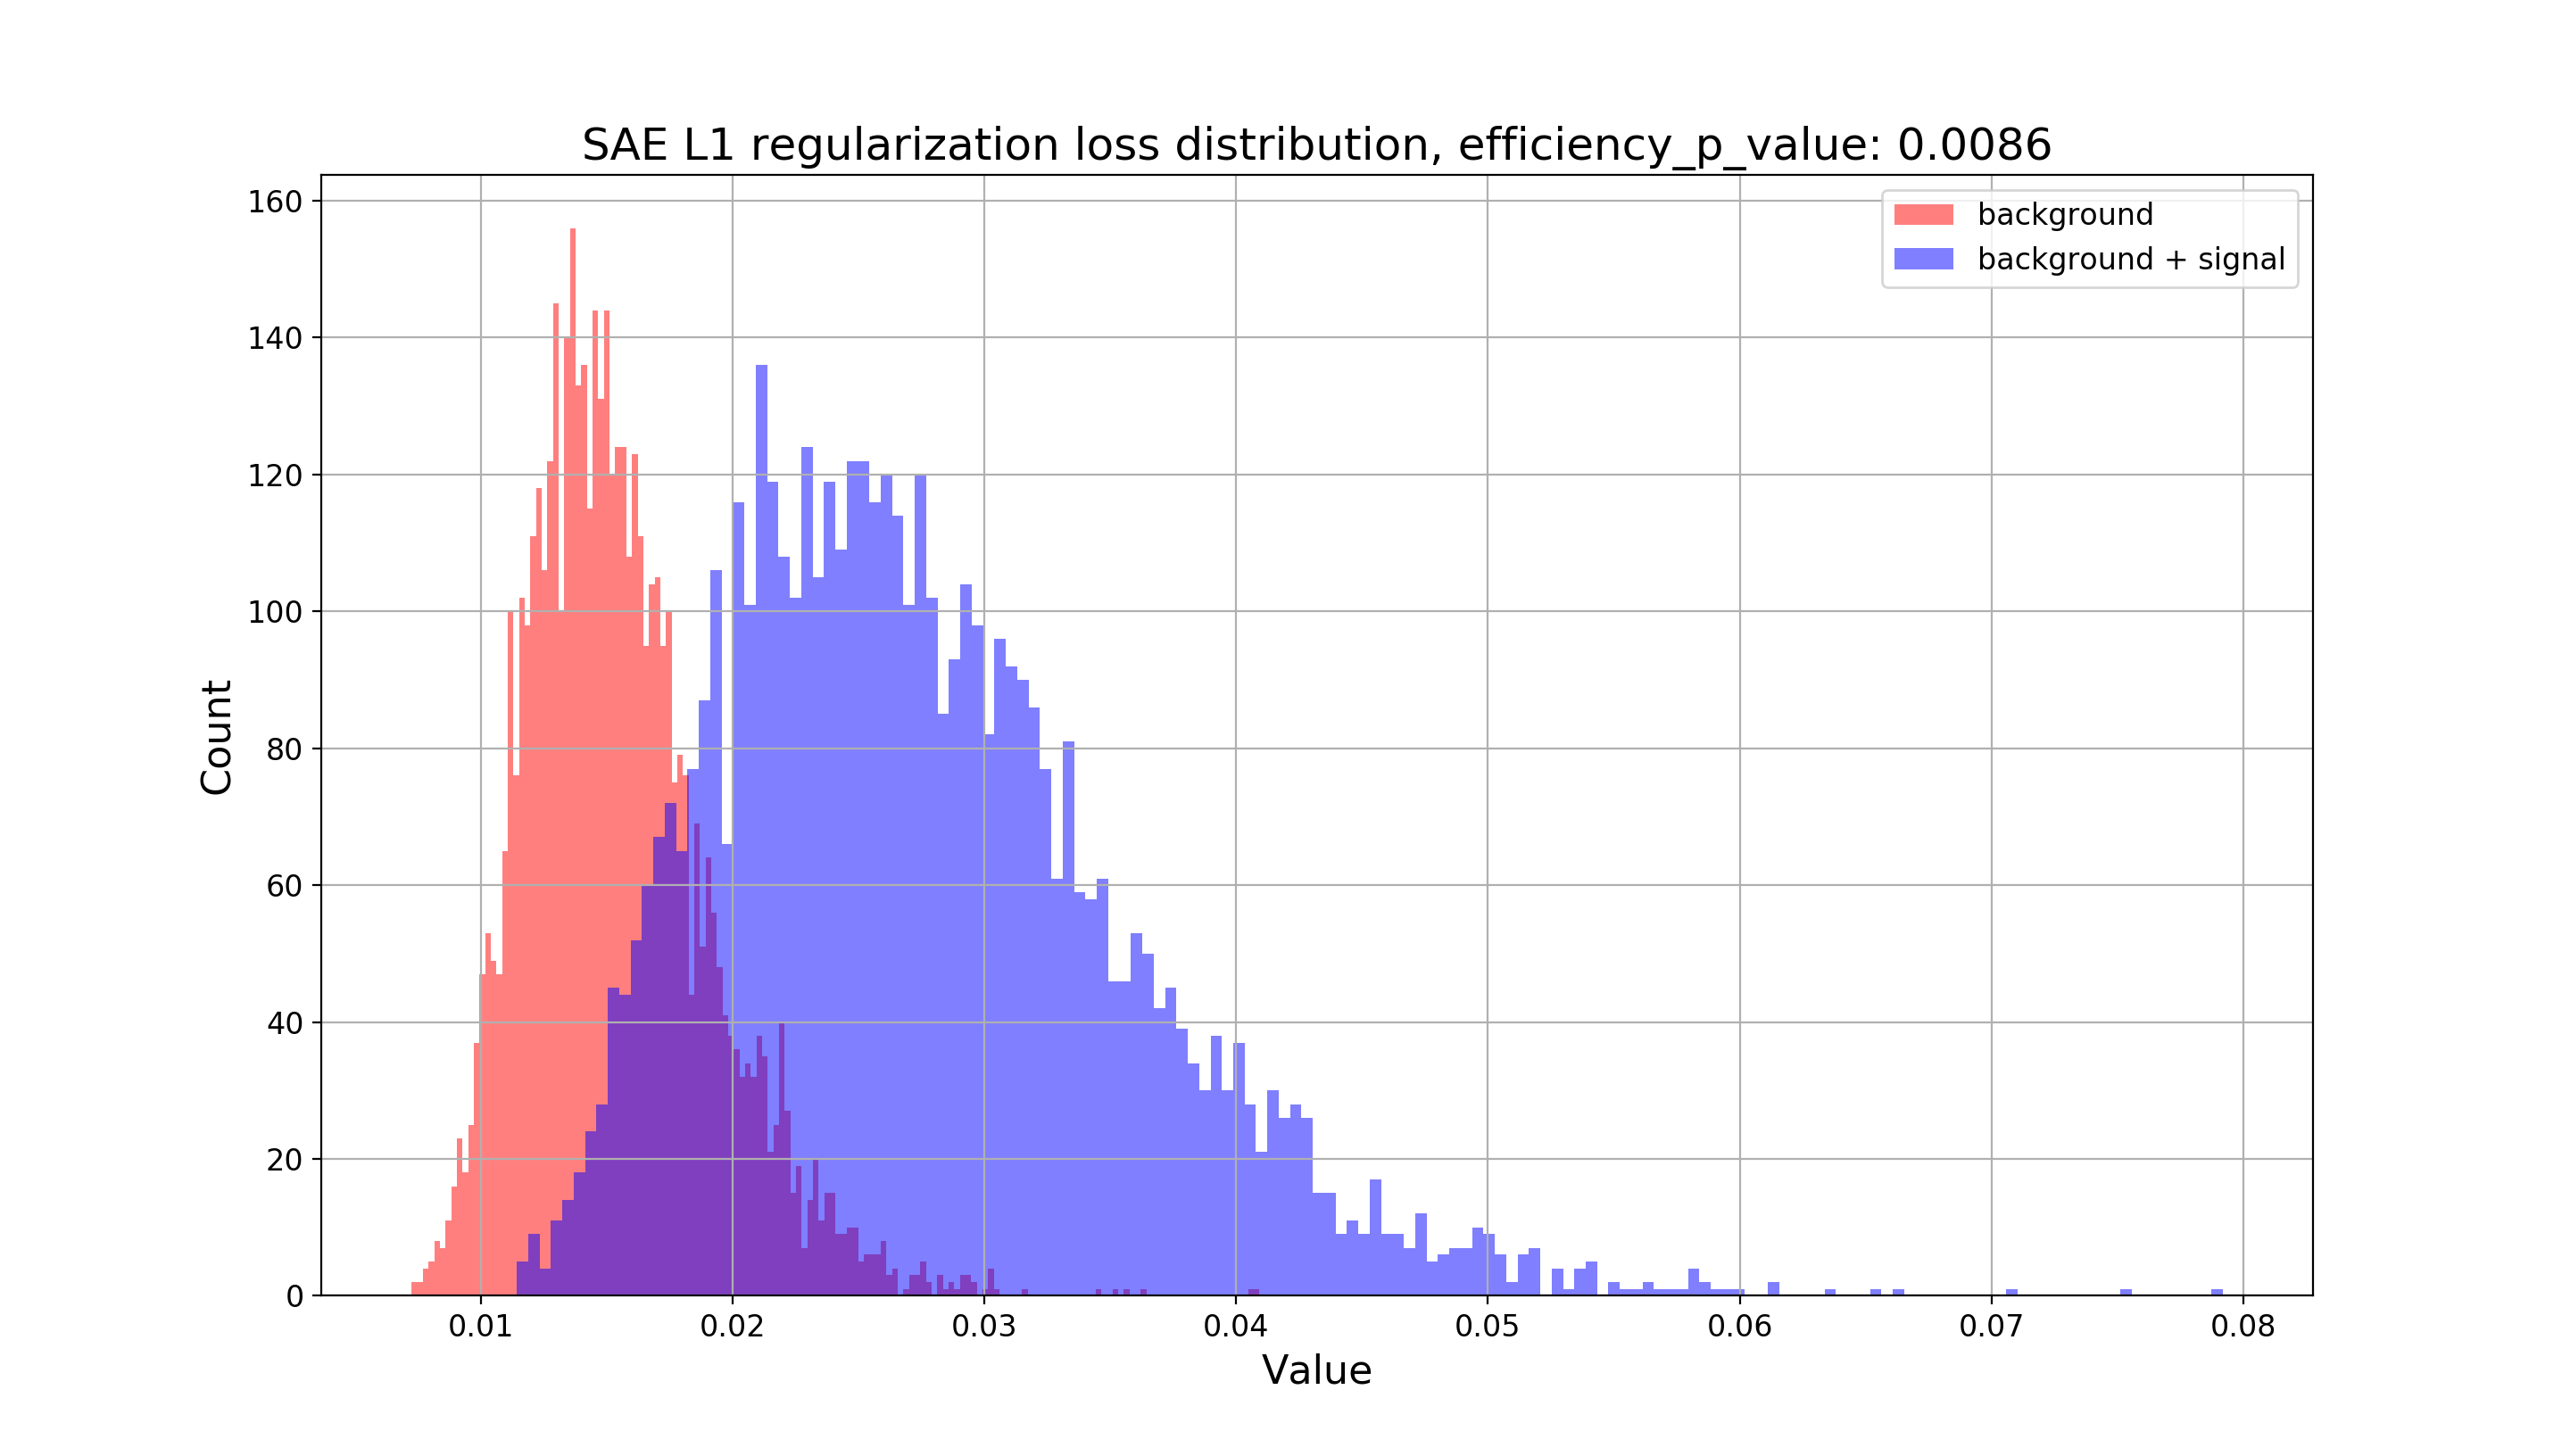 SAE L1 regularization loss distribution, efficiency_p_value: 0.0086
background
background + signal
160
140
120
100
80
60
40
20
0
Count
0.01 0.02 0.03 0.04 0.05 0.06 0.07 0.08
Value